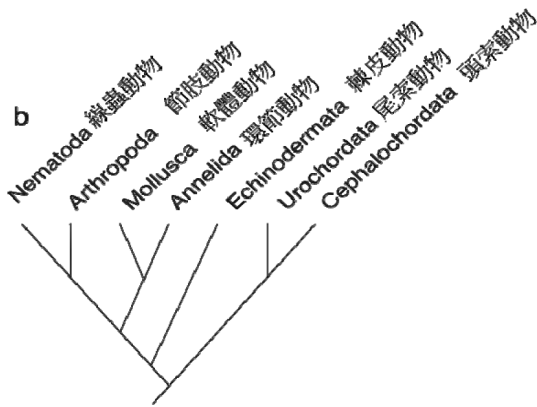 b
Nematoda 線蟲動物
Arthropoda 節肢動物
Mollusca 軟體動物
Annelida 環節動物
Echinodermata 棘皮動物
Urochordata 尾索動物
Cephalochordata 頭索動物